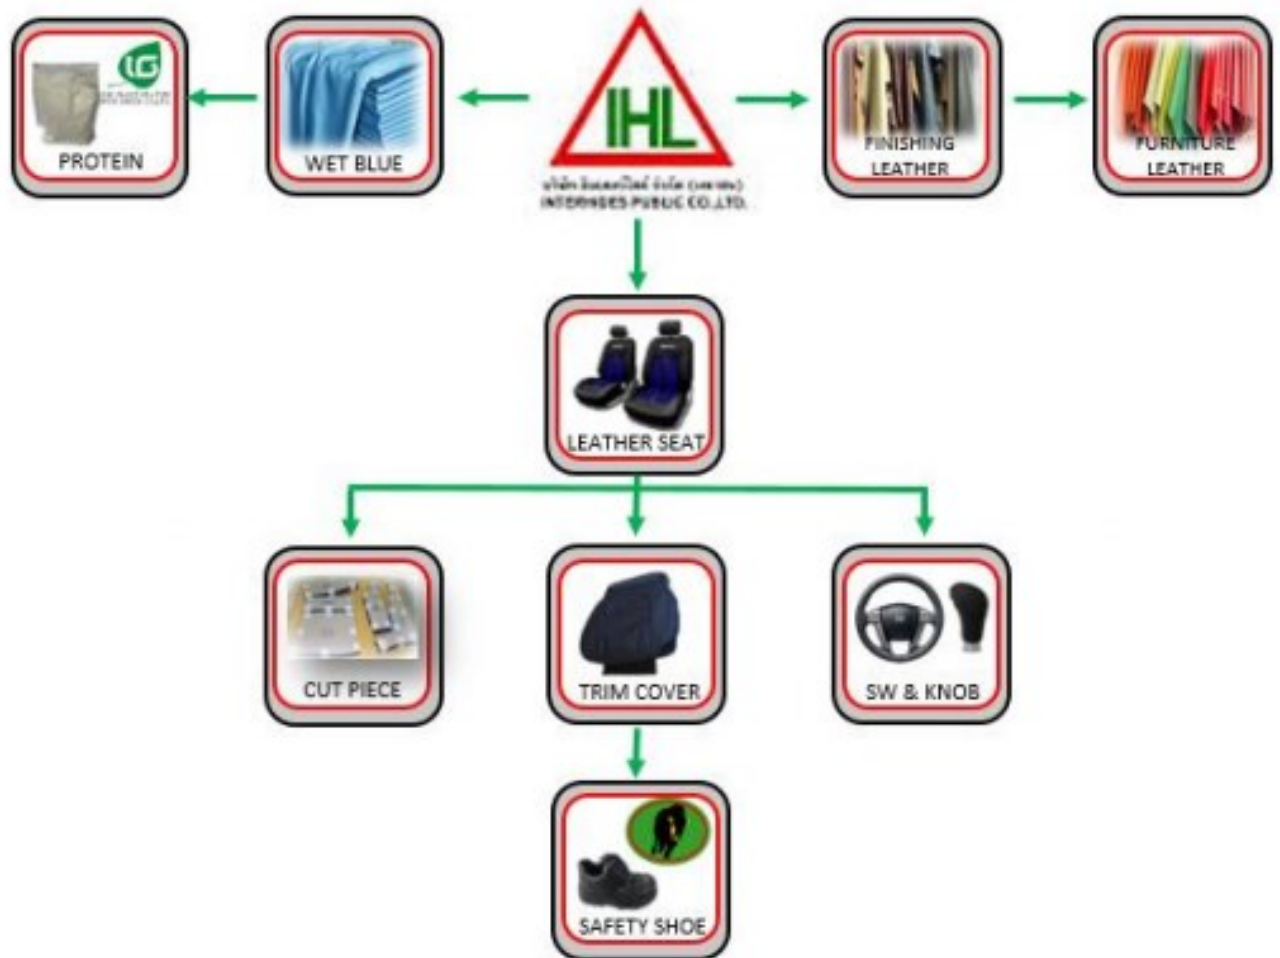 PROTEIN
WET BLUE
IHL
INTERHIDES PUBLIC CO.,LTD.
FINISHING
LEATHER
FURNITURE
LEATHER
LEATHER SEAT
CUT PIECE
TRIM COVER
SW & KNOB
SAFETY SHOE